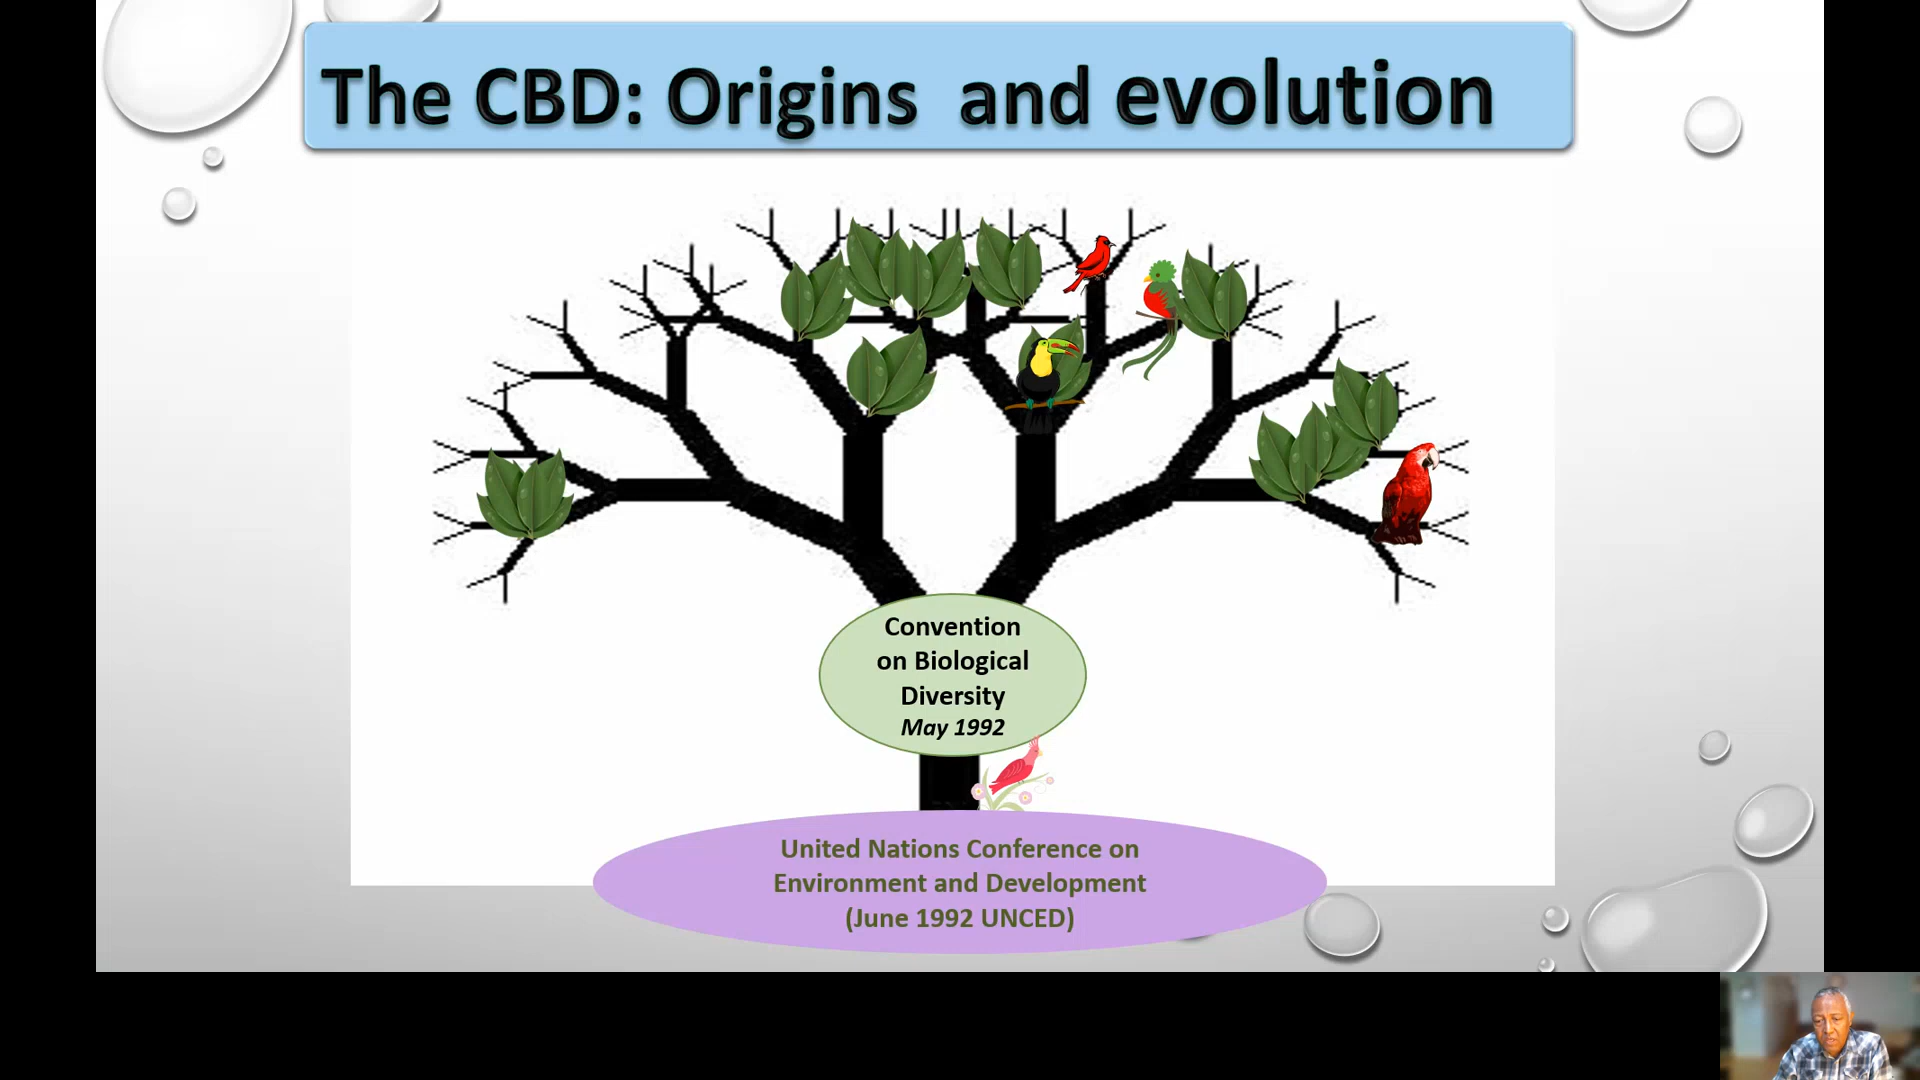 The CBD: Origins and evolution
Convention
on Biological
Diversity
May 1992
United Nations Conference on
Environment and Development
(June 1992 UNCED)